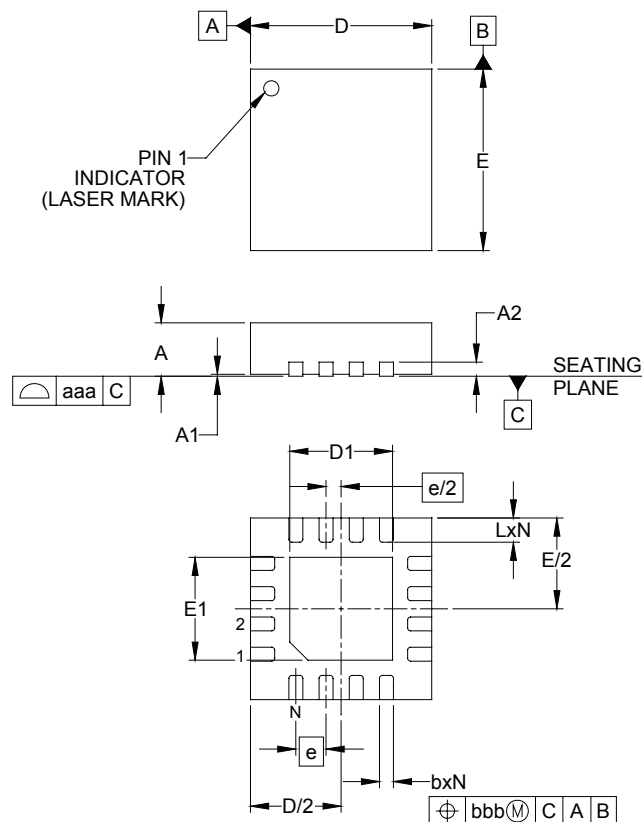 A
D
B
PIN 1
INDICATOR
(LASER MARK)
E
A
A2
SEATING
PLANE
aaa C
A1
C
D1
e/2
LxN
E/2
E1
2
1
N
e
bxN
D/2
bbb Ⓜ C A B